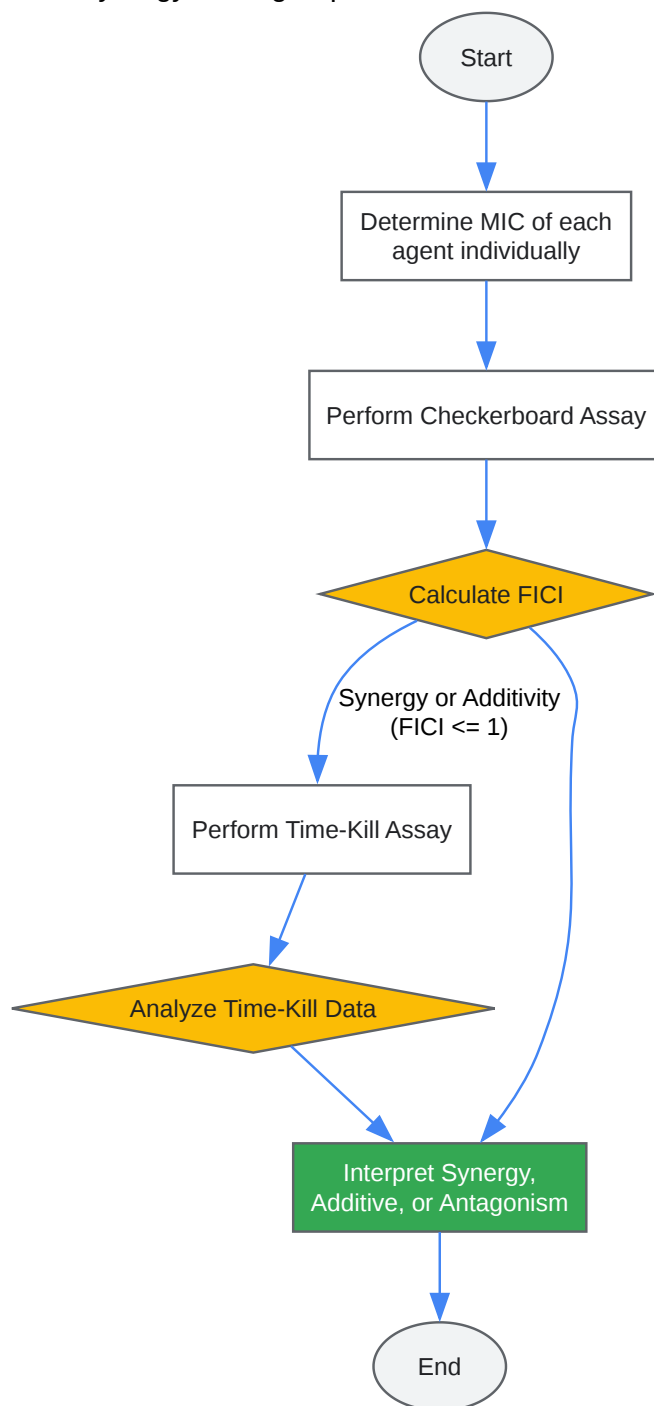 Start
Determine MIC of each
agent individually
Perform Checkerboard Assay
Calculate FICI
Synergy or Additivity
(FICI <= 1)
Perform Time-Kill Assay
Analyze Time-Kill Data
Interpret Synergy,
Additive, or Antagonism
End